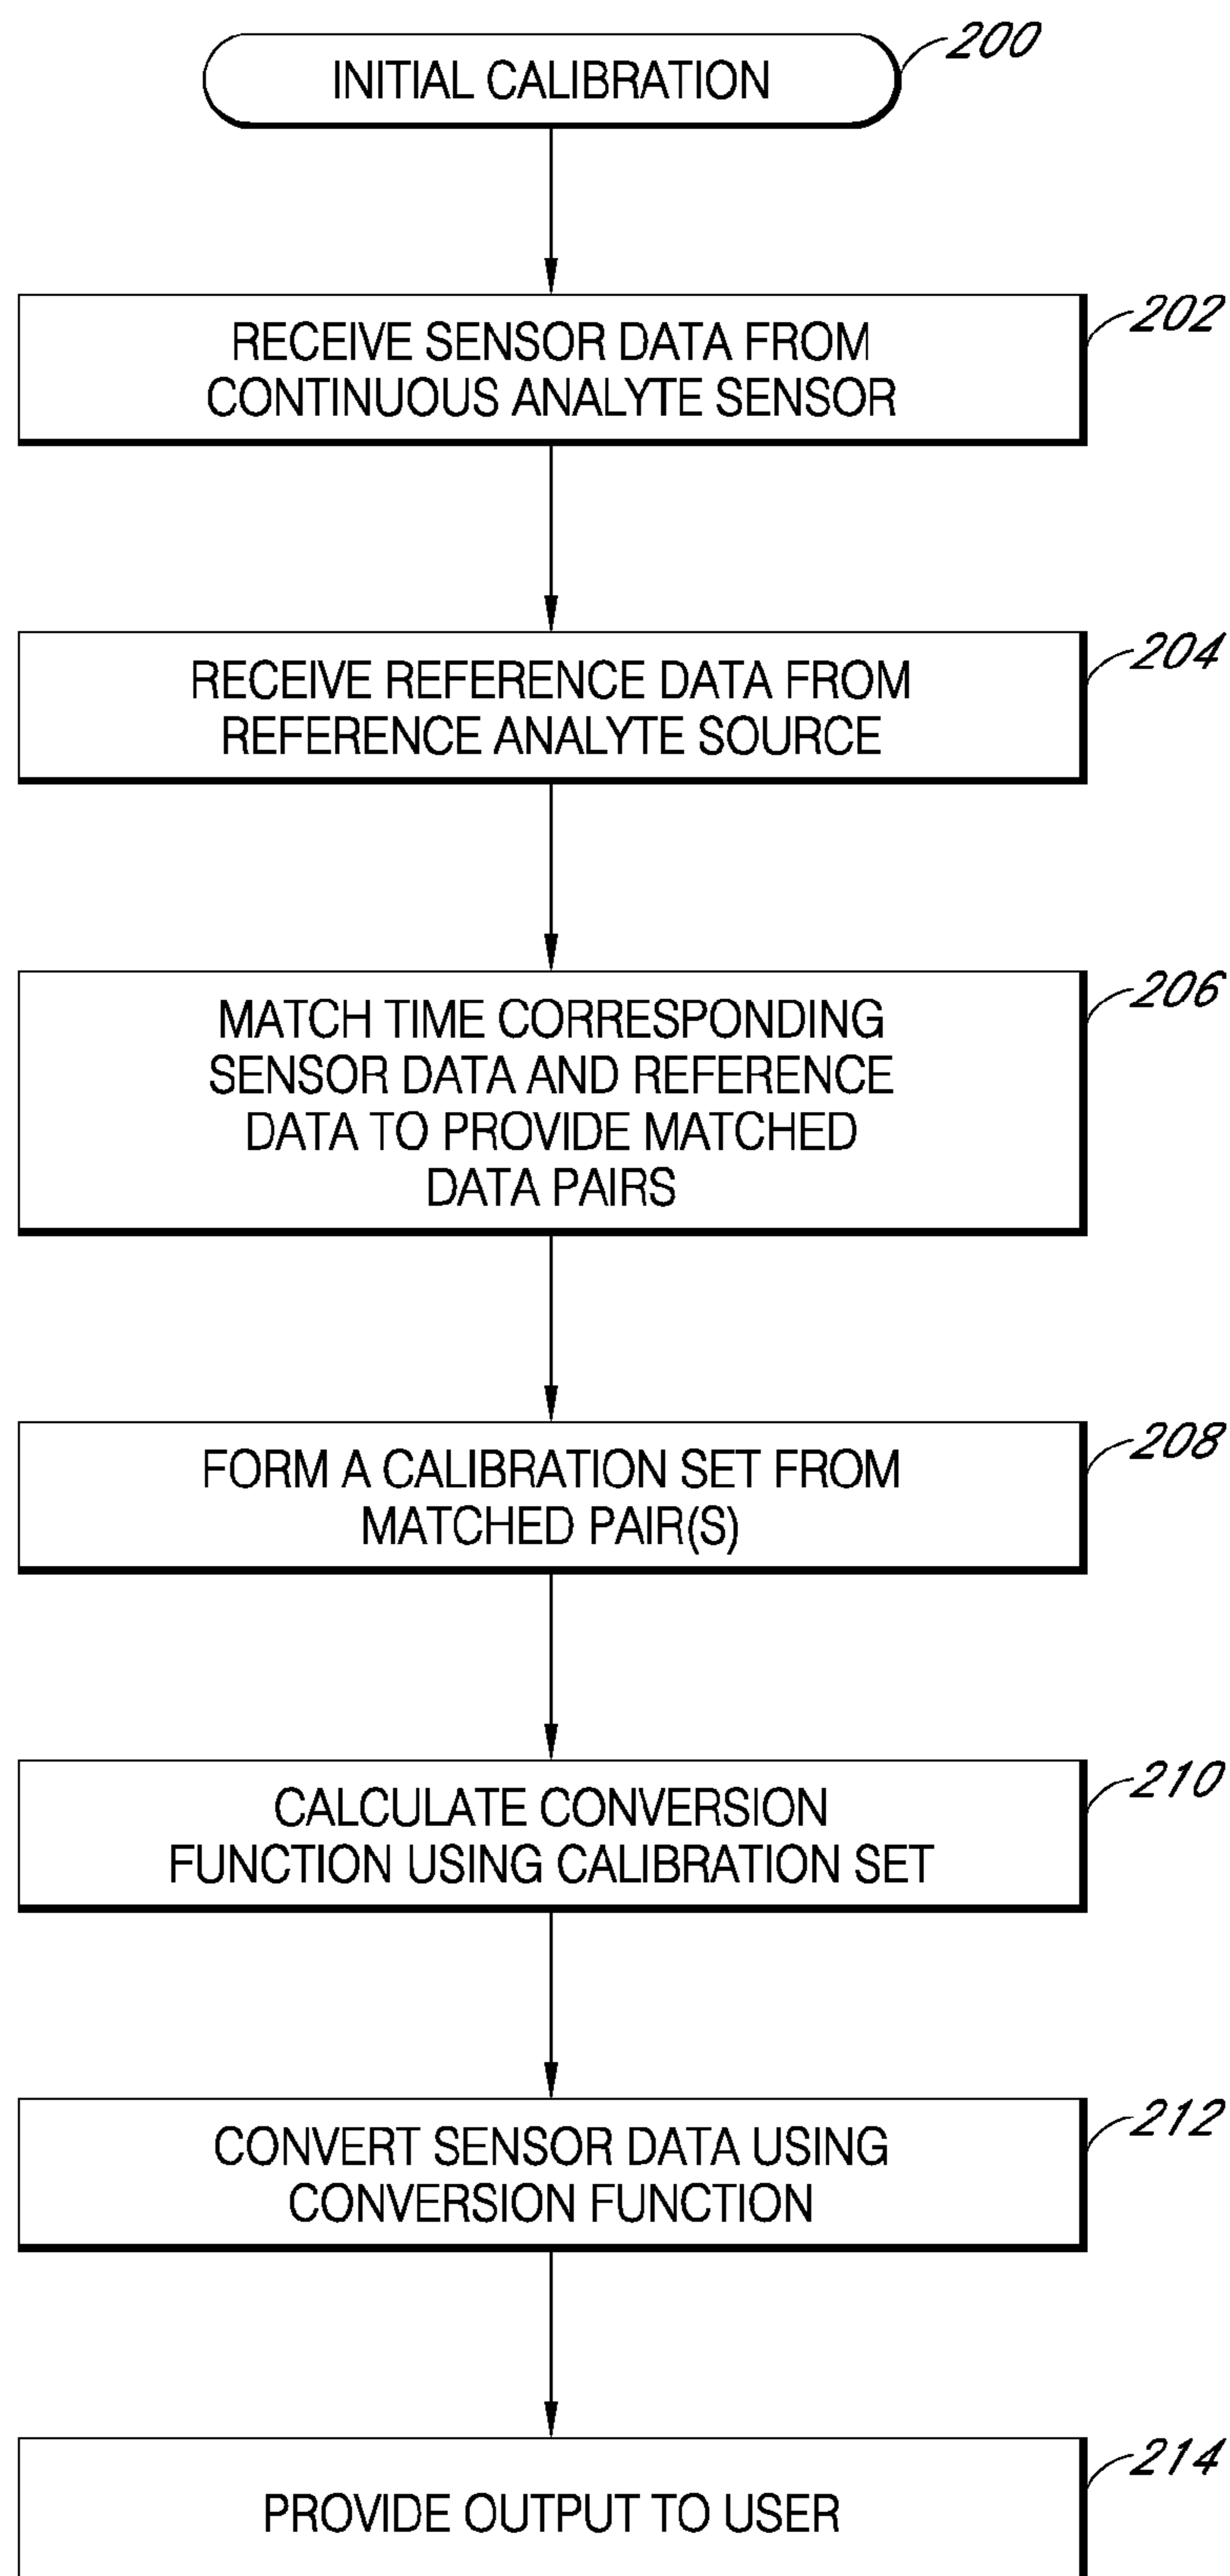 INITIAL CALIBRATION
200
RECEIVE SENSOR DATA FROM
CONTINUOUS ANALYTE SENSOR
202
RECEIVE REFERENCE DATA FROM
REFERENCE ANALYTE SOURCE
204
MATCH TIME CORRESPONDING
SENSOR DATA AND REFERENCE
DATA TO PROVIDE MATCHED
DATA PAIRS
206
FORM A CALIBRATION SET FROM
MATCHED PAIR(S)
208
CALCULATE CONVERSION
FUNCTION USING CALIBRATION SET
210
CONVERT SENSOR DATA USING
CONVERSION FUNCTION
212
PROVIDE OUTPUT TO USER
214